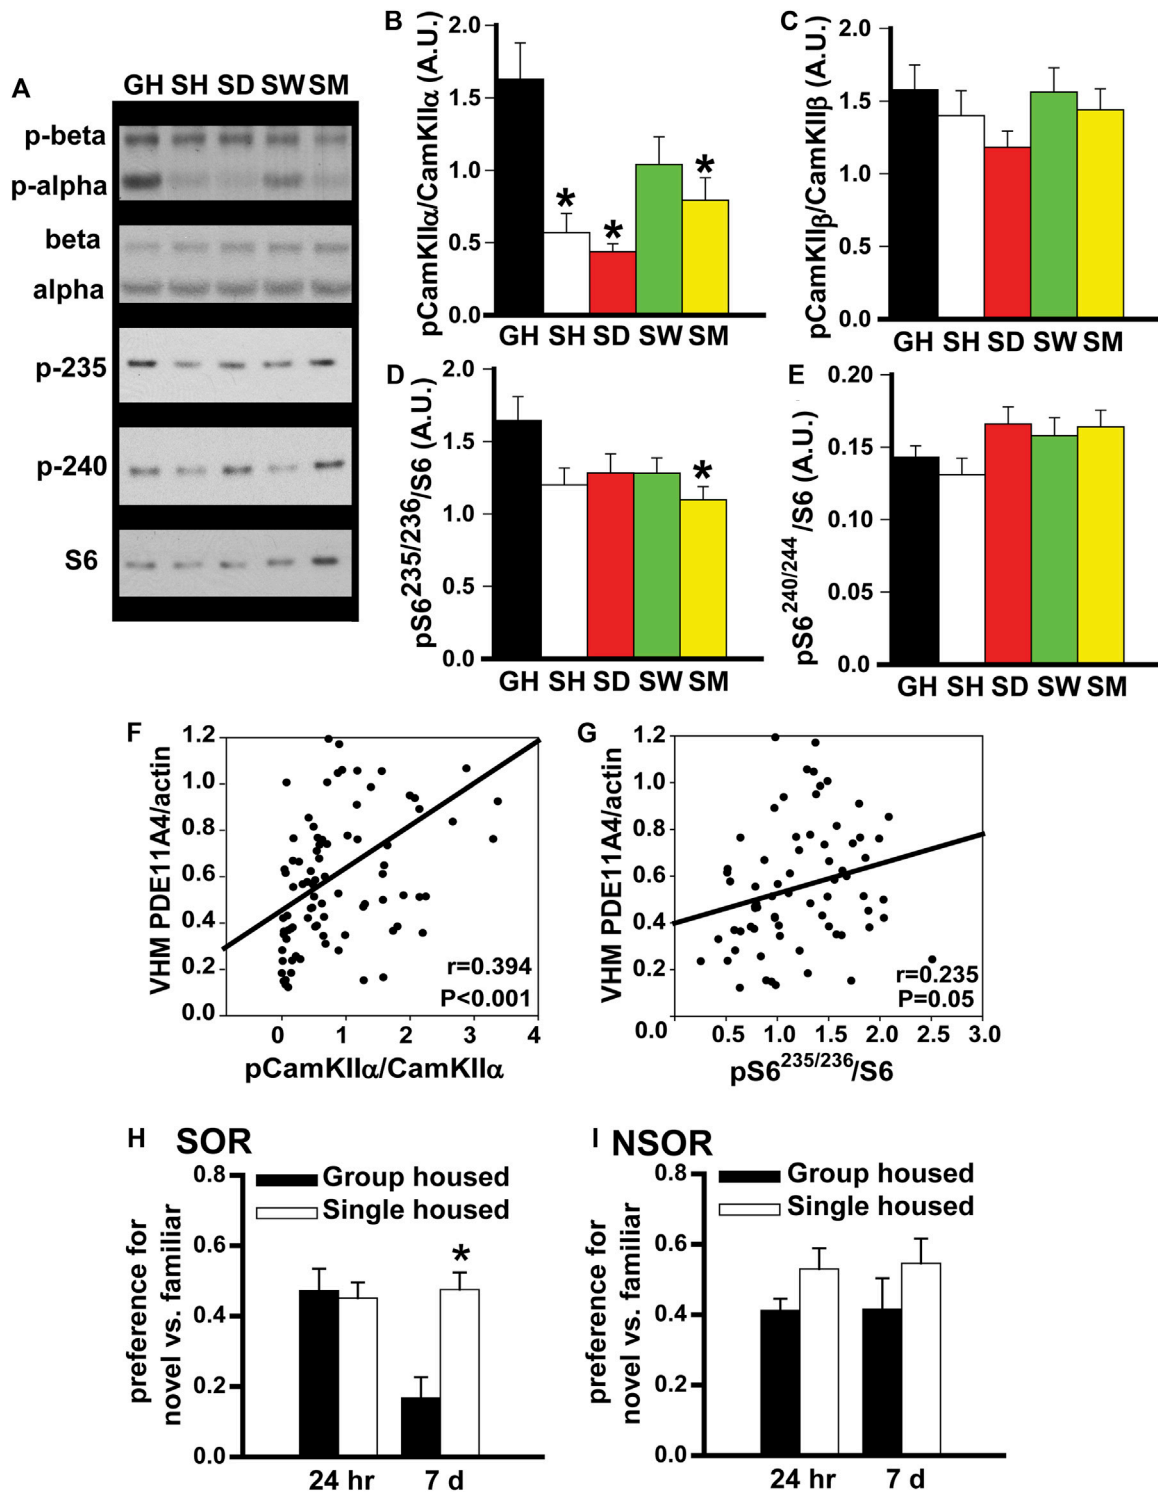 A
GH SH SD SW SM
p-beta
p-alpha
beta
alpha
p-235
p-240
S6
B
pCamKIIα/CamKIIα (A.U.)
2.0
1.5
1.0
0.5
0.0
*
*
*
GH SH SD SW SM
C
pCamKIIβ/CamKIIβ (A.U.)
2.0
1.5
1.0
0.5
0.0
GH SH SD SW SM
D
pS6235/236/S6 (A.U.)
2.0
1.5
1.0
0.5
0.0
*
GH SH SD SW SM
E
pS6240/244/S6 (A.U.)
0.20
0.15
0.10
0.05
0.0
GH SH SD SW SM
F
VHM PDE11A4/actin
1.2
1.0
0.8
0.6
0.4
0.2
0.0
r=0.394
P<0.001
0 1 2 3 4
pCamKIIα/CamKIIα
G
VHM PDE11A4/actin
1.2
1.0
0.8
0.6
0.4
0.2
0.0
r=0.235
P=0.05
0.5 1.0 1.5 2.0 2.5 3.0
pS6235/236/S6
H SOR
preference for
novel vs. familiar
0.8
0.6
0.4
0.2
0.0
Group housed
Single housed
*
24 hr 7 d
I NSOR
preference for
novel vs. familiar
0.8
0.6
0.4
0.2
0.0
Group housed
Single housed
24 hr 7 d